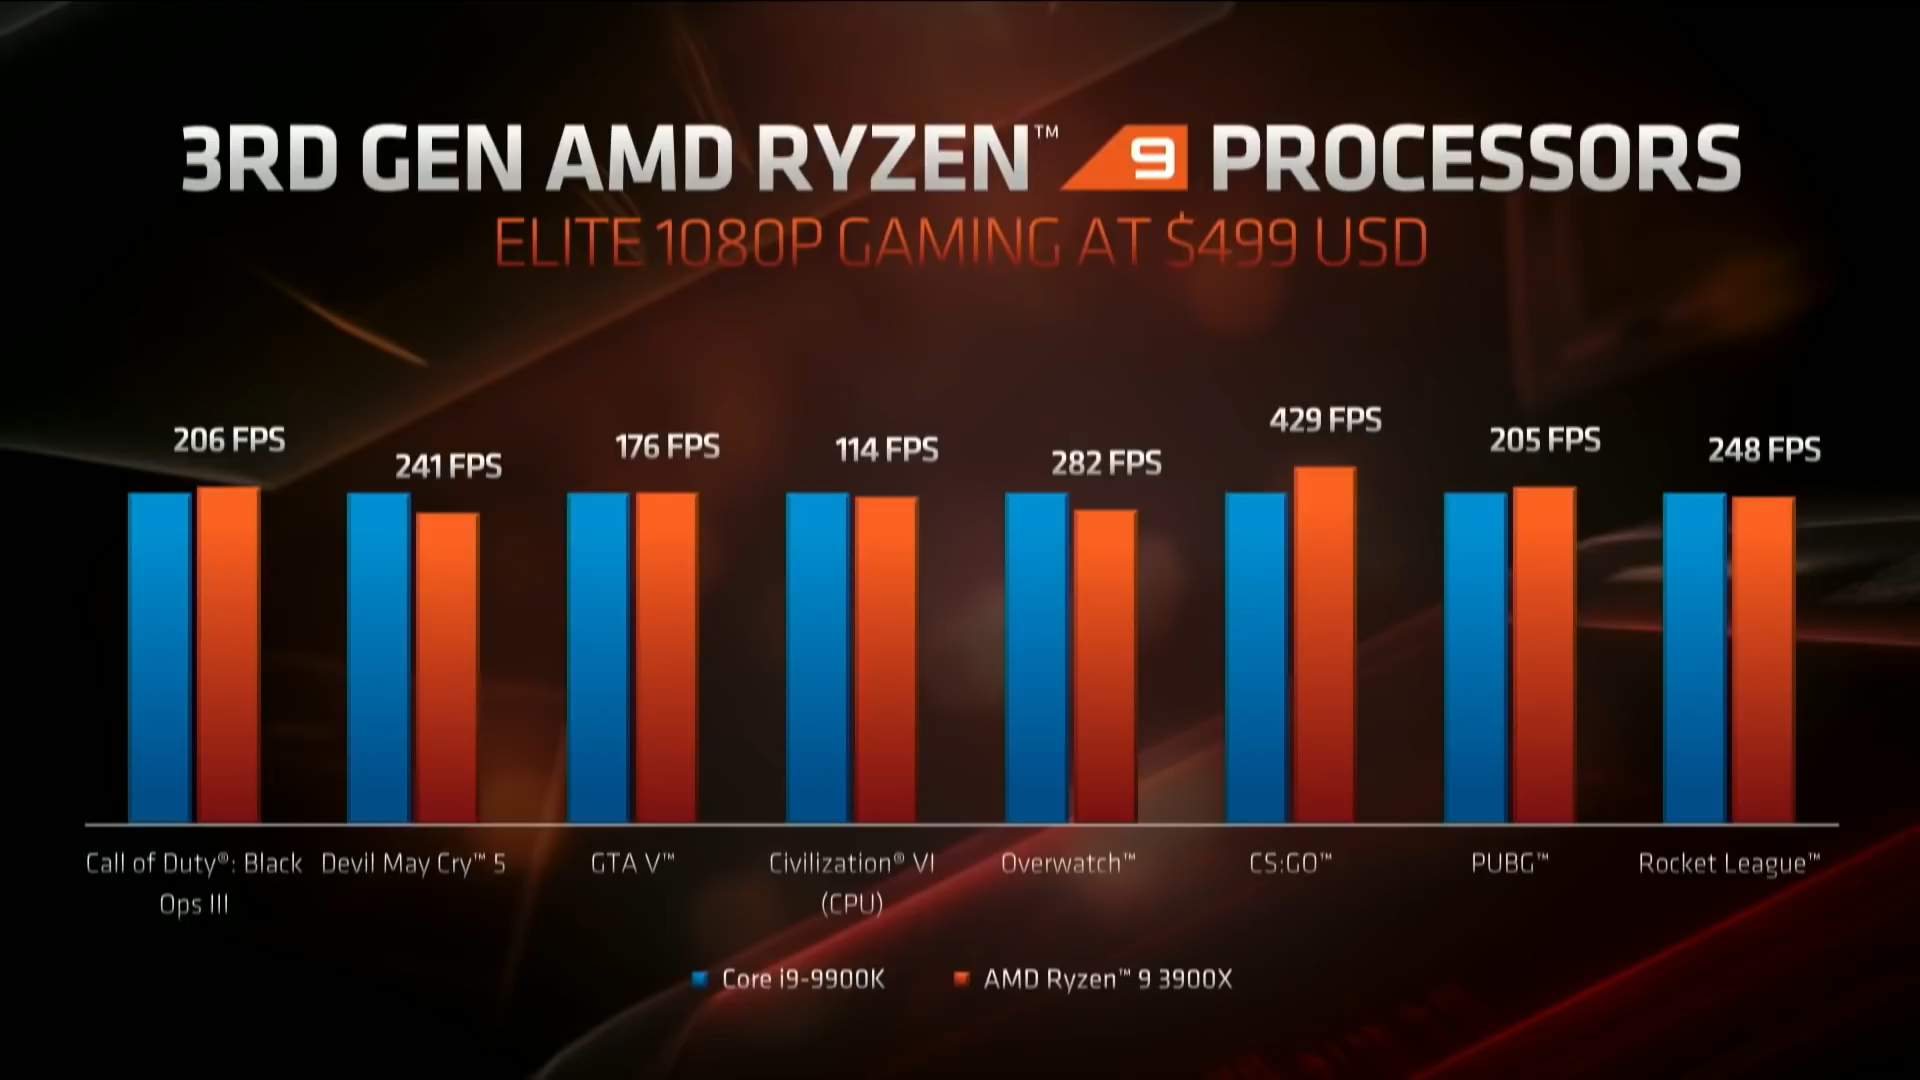 3RD GEN AMD RYZEN™ 9 PROCESSORS
ELITE 1080P GAMING AT $499 USD
206 FPS
241 FPS
176 FPS
114 FPS
282 FPS
429 FPS
205 FPS
248 FPS
Call of Duty®: Black
Ops III
Devil May Cry™ 5
GTA V™
Civilization® VI
(CPU)
Overwatch™
CS:GO™
PUBG™
Rocket League™
Core i9-9900K
AMD Ryzen™ 9 3900X